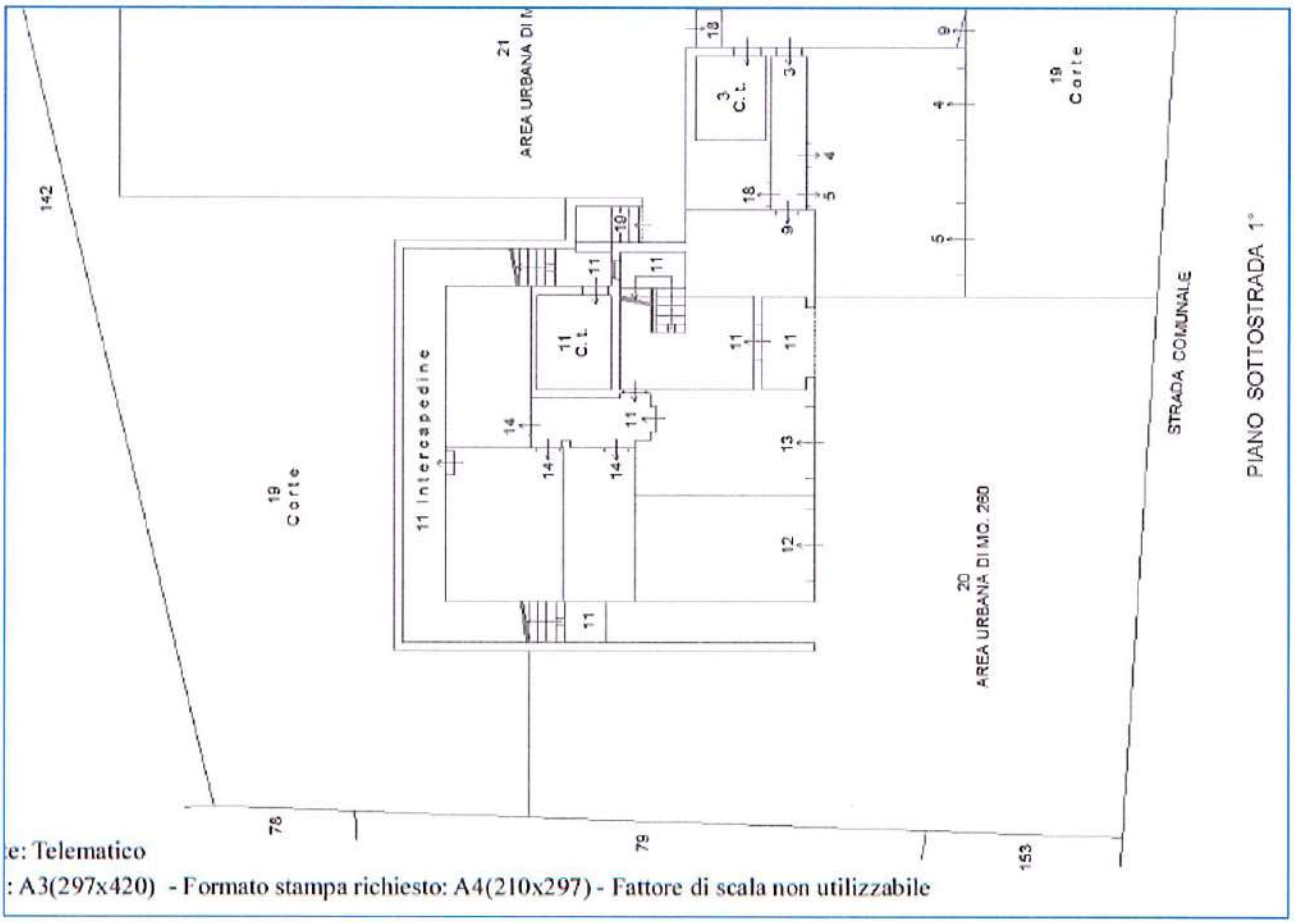 142
21
AREA URBANA DI M
18
9
19
Corte
3
C. t.
3
4
4
18
5
5
19
9
11
11
11
C. t.
11 Intercapedine
14
11
11
11
19
Corte
14
14
13
12
11
STRADA COMUNALE
PIANO SOTTOSTRADA 1°
20
AREA URBANA DI MQ. 260
78
79
153
e: Telematico
: A3(297x420) - Formato stampa richiesto: A4(210x297) - Fattore di scala non utilizzabile